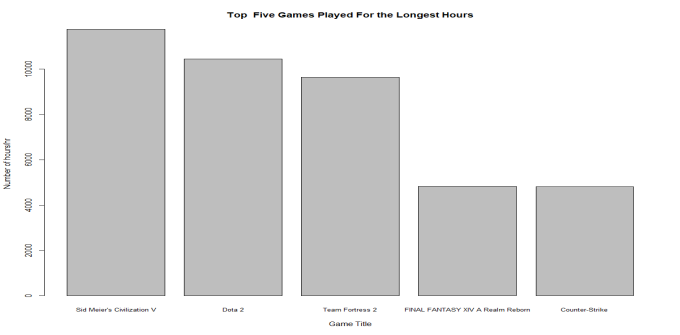 Top Five Games Played For the Longest Hours
Number of hours/hr
10000
8000
6000
4000
2000
0
Sid Meier's Civilization V
Dota 2
Team Fortress 2
FINAL FANTASY XIV A Realm Reborn
Counter-Strike
Game Title